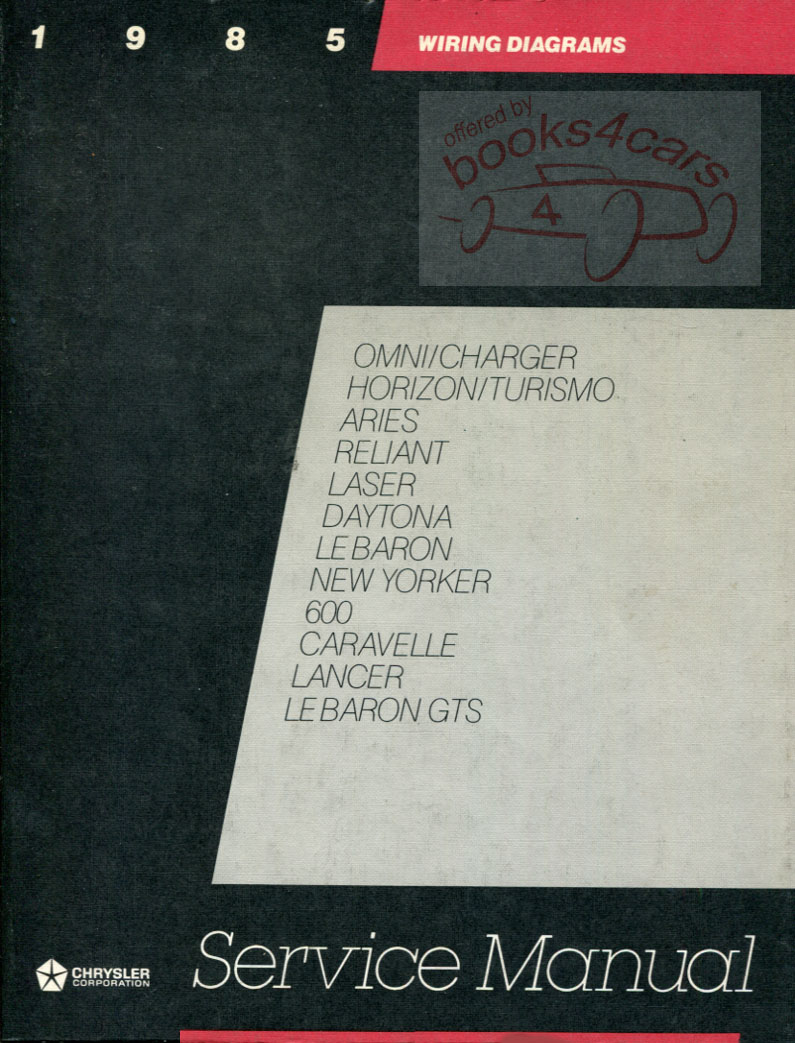 1 9 8 5
WIRING DIAGRAMS
offered by
books4cars
4
OMNI/CHARGER
HORIZON/TURISMO
ARIES
RELIANT
LASER
DAYTONA
LE BARON
NEW YORKER
600
CARAVELLE
LANCER
LE BARON GTS
CHRYSLER
CORPORATION
Service Manual